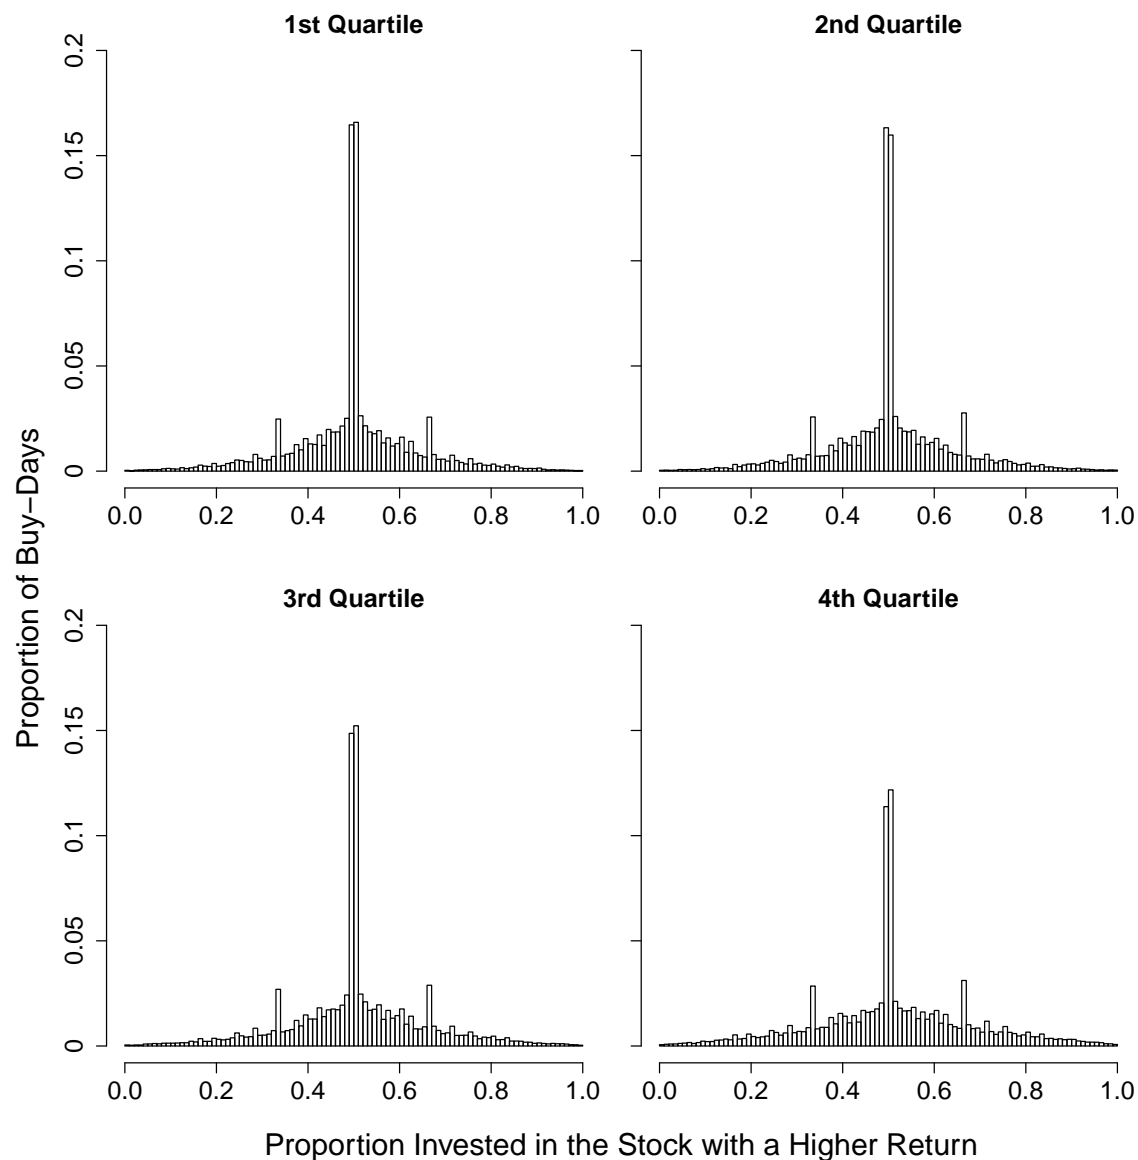 1st Quartile
2nd Quartile
0.2
0.15
0.1
0.05
0
0.0 0.2 0.4 0.6 0.8 1.0
0.0 0.2 0.4 0.6 0.8 1.0
Proportion of Buy−Days
3rd Quartile
4th Quartile
0.2
0.15
0.1
0.05
0
0.0 0.2 0.4 0.6 0.8 1.0
0.0 0.2 0.4 0.6 0.8 1.0
Proportion Invested in the Stock with a Higher Return